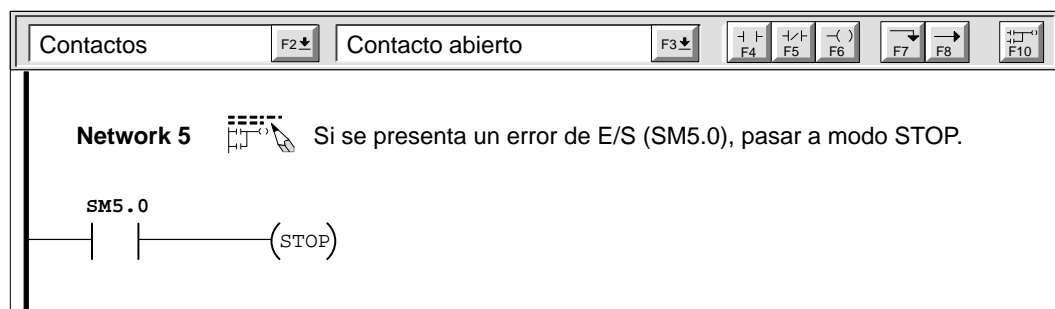 Contactos F2 Contacto abierto F3 F4 F5 F6 F7 F8 F10
Network 5 Si se presenta un error de E/S (SM5.0), pasar a modo STOP.
SM5.0
STOP